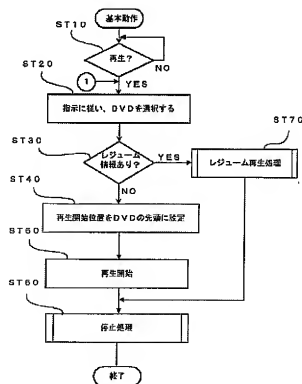 基本動作
ST10
再生?
NO
ST20
1
YES
指示に従い、DVDを選択する
ST30
ST70
レジューム
情報あり?
YES
レジューム再生処理
ST40
NO
再生開始位置をDVDの先頭に設定
ST50
再生開始
ST60
停止処理
終了